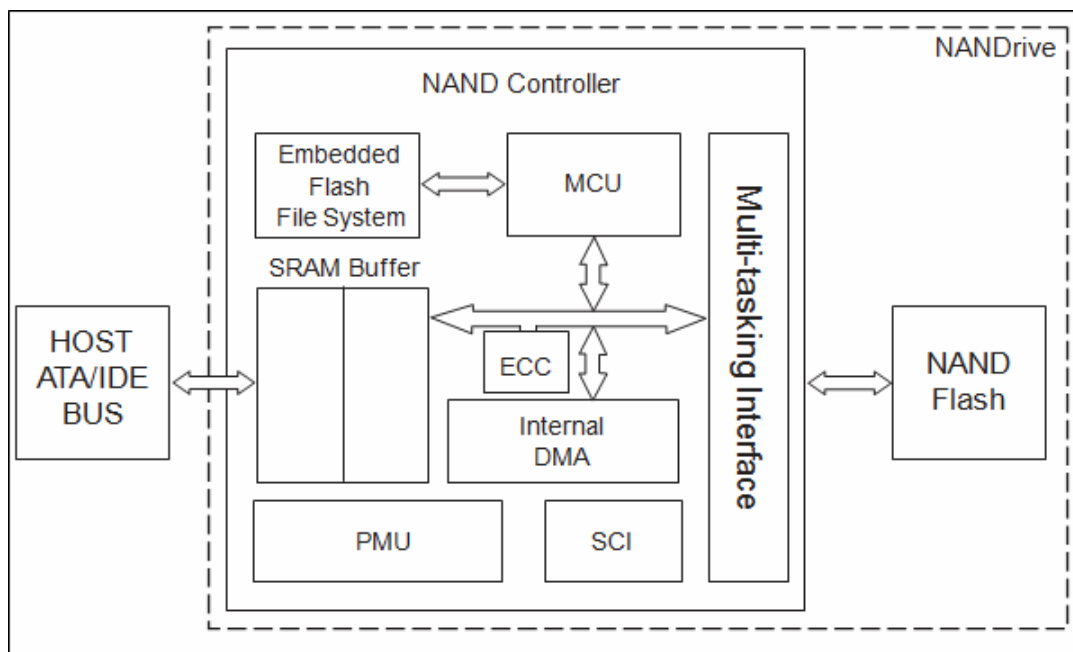 NANDrive
NAND Controller
Embedded
Flash
File System
MCU
Multi-tasking Interface
SRAM Buffer
HOST
ATA/IDE
BUS
ECC
NAND
Flash
Internal
DMA
PMU
SCI